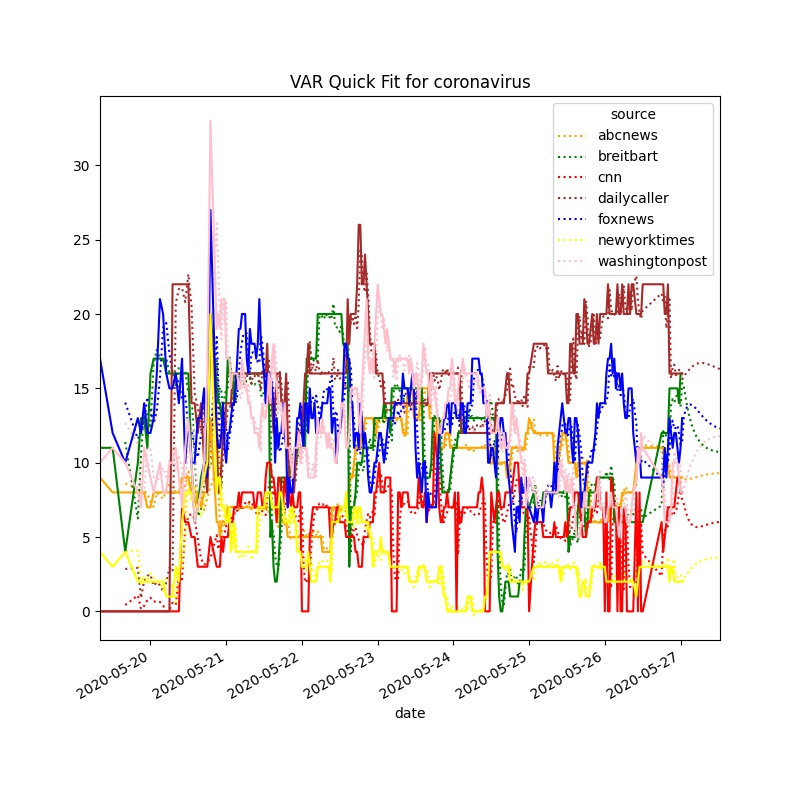 VAR Quick Fit for coronavirus
source
abcnews
breitbart
cnn
dailycaller
foxnews
newyorktimes
washingtonpost
30
25
20
15
10
5
0
2020-05-20
2020-05-21
2020-05-22
2020-05-23
2020-05-24
2020-05-25
2020-05-26
2020-05-27
date